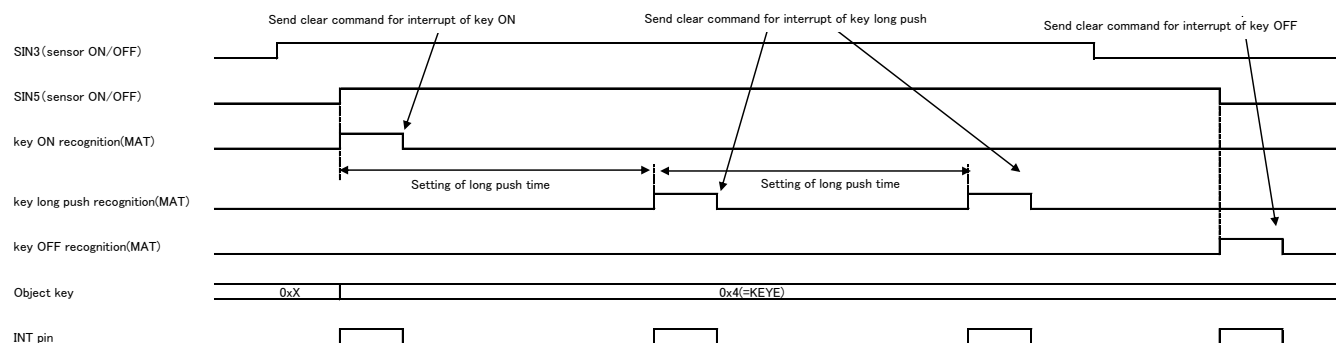 Send clear command for interrupt of key ON
Send clear command for interrupt of key long push
Send clear command for interrupt of key OFF
SIN3(sensor ON/OFF)
SIN5(sensor ON/OFF)
key ON recognition(MAT)
Setting of long push time
Setting of long push time
key long push recognition(MAT)
key OFF recognition(MAT)
Object key
0xX
0x4(=KEYE)
INT pin